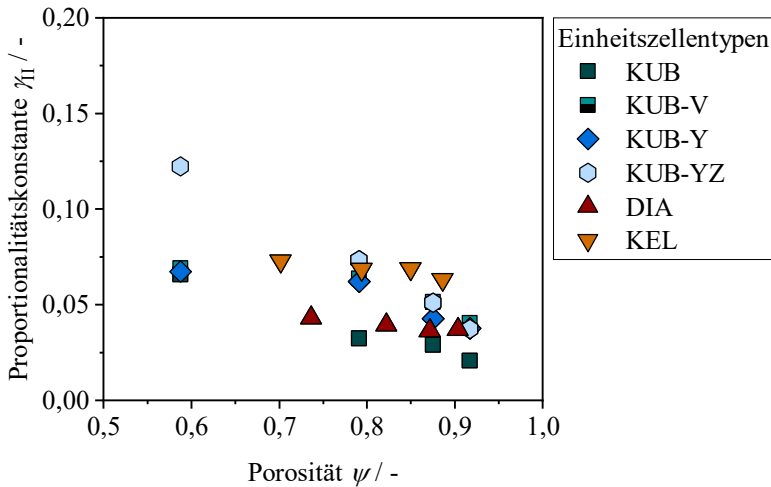 0,20
0,15
0,10
0,05
0,00
0,5 0,6 0,7 0,8 0,9 1,0
Proportionalitätskonstante γII / -
Porosität ψ / -
Einheitszellentypen
KUB
KUB-V
KUB-Y
KUB-YZ
DIA
KEL